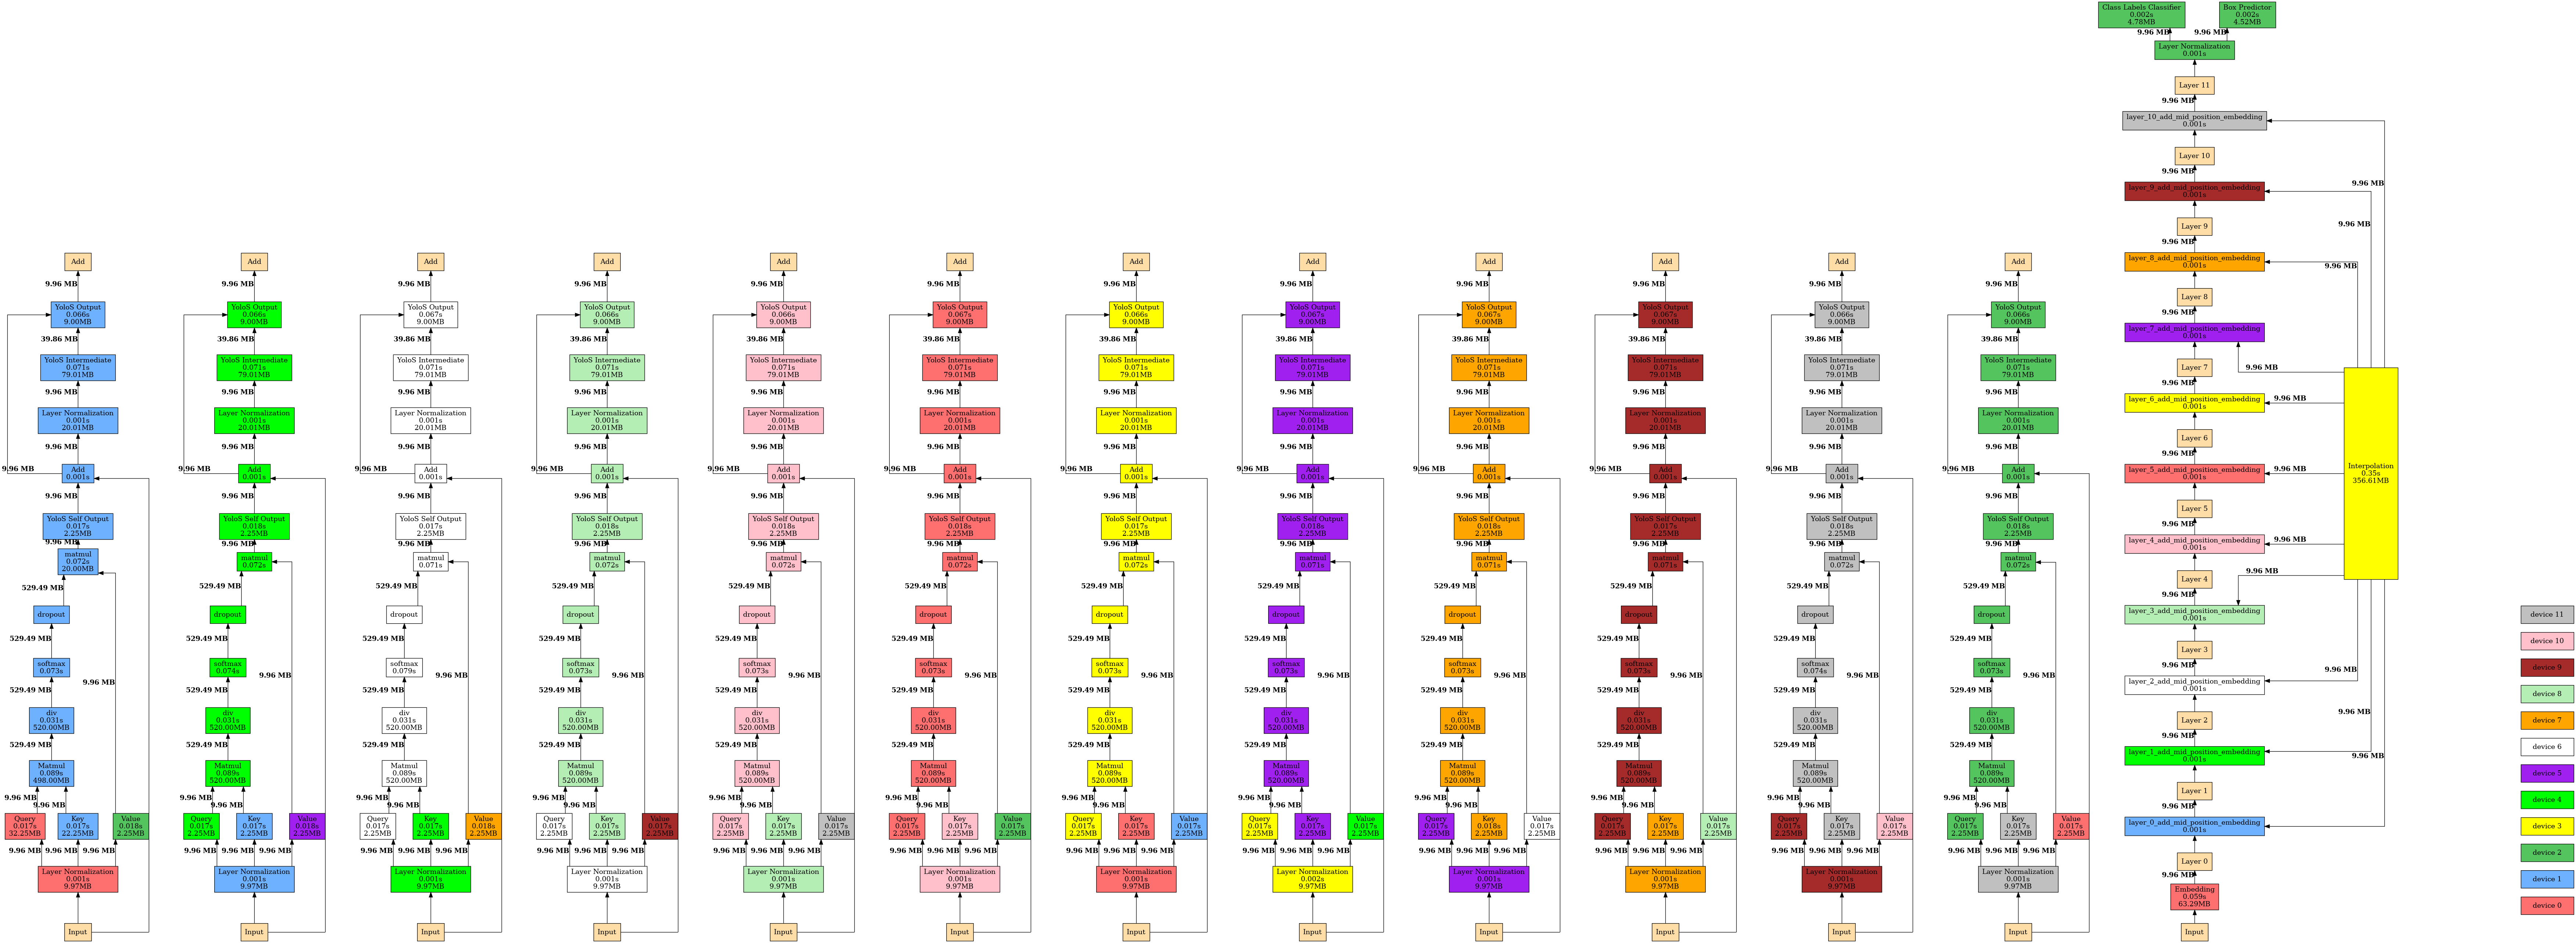 Class Labels Classifier Box Predictor
0.002s 0.002s
4.78MB 4.52MB
9.96 MB 9.96 MB
Layer Normalization
0.001s
Layer 11
9.96 MB
layer_10_add_mid_position_embedding
0.001s
Layer 10
9.96 MB
layer_9_add_mid_position_embedding 9.96 MB
0.001s
Layer 9 9.96 MB
9.96 MB
layer_8_add_mid_position_embedding 9.96 MB
0.001s
Layer 8
9.96 MB
layer_7_add_mid_position_embedding
0.001s
Layer 7 9.96 MB
9.96 MB
layer_6_add_mid_position_embedding 9.96 MB
0.001s
Layer 6
9.96 MB
layer_5_add_mid_position_embedding 9.96 MB
0.001s
Interpolation
0.35s
356.61MB
Layer 5
9.96 MB
layer_4_add_mid_position_embedding 9.96 MB
0.001s
Layer 4 9.96 MB
9.96 MB
layer_3_add_mid_position_embedding
0.001s
Layer 3
9.96 MB 9.96 MB
layer_2_add_mid_position_embedding
0.001s
Layer 2 9.96 MB
9.96 MB
layer_1_add_mid_position_embedding 9.96 MB
0.001s
Layer 1
9.96 MB
layer_0_add_mid_position_embedding
0.001s
Layer 0
9.96 MB
Embedding
0.059s
63.29MB
Input
Add Add Add Add Add Add Add Add Add Add Add Add
9.96 MB 9.96 MB 9.96 MB 9.96 MB 9.96 MB 9.96 MB 9.96 MB 9.96 MB 9.96 MB 9.96 MB 9.96 MB 9.96 MB
YoloS Output YoloS Output YoloS Output YoloS Output YoloS Output YoloS Output YoloS Output YoloS Output YoloS Output YoloS Output YoloS Output YoloS Output
0.066s 0.066s 0.067s 0.066s 0.066s 0.067s 0.066s 0.067s 0.067s 0.067s 0.066s 0.066s
9.00MB 9.00MB 9.00MB 9.00MB 9.00MB 9.00MB 9.00MB 9.00MB 9.00MB 9.00MB 9.00MB 9.00MB
39.86 MB 39.86 MB 39.86 MB 39.86 MB 39.86 MB 39.86 MB 39.86 MB 39.86 MB 39.86 MB 39.86 MB 39.86 MB 39.86 MB
YoloS Intermediate YoloS Intermediate YoloS Intermediate YoloS Intermediate YoloS Intermediate YoloS Intermediate YoloS Intermediate YoloS Intermediate YoloS Intermediate YoloS Intermediate YoloS Intermediate YoloS Intermediate
0.071s 0.071s 0.071s 0.071s 0.071s 0.071s 0.071s 0.071s 0.071s 0.071s 0.071s 0.071s
79.01MB 79.01MB 79.01MB 79.01MB 79.01MB 79.01MB 79.01MB 79.01MB 79.01MB 79.01MB 79.01MB 79.01MB
9.96 MB 9.96 MB 9.96 MB 9.96 MB 9.96 MB 9.96 MB 9.96 MB 9.96 MB 9.96 MB 9.96 MB 9.96 MB 9.96 MB
Layer Normalization Layer Normalization Layer Normalization Layer Normalization Layer Normalization Layer Normalization Layer Normalization Layer Normalization Layer Normalization Layer Normalization Layer Normalization Layer Normalization
0.001s 0.001s 0.001s 0.001s 0.001s 0.001s 0.001s 0.001s 0.001s 0.001s 0.001s 0.001s
20.01MB 20.01MB 20.01MB 20.01MB 20.01MB 20.01MB 20.01MB 20.01MB 20.01MB 20.01MB 20.01MB 20.01MB
9.96 MB 9.96 MB 9.96 MB 9.96 MB 9.96 MB 9.96 MB 9.96 MB 9.96 MB 9.96 MB 9.96 MB 9.96 MB 9.96 MB
9.96 MB Add 9.96 MB Add 9.96 MB Add 9.96 MB Add 9.96 MB Add 9.96 MB Add 9.96 MB Add 9.96 MB Add 9.96 MB Add 9.96 MB Add 9.96 MB Add 9.96 MB Add
0.001s 0.001s 0.001s 0.001s 0.001s 0.001s 0.001s 0.001s 0.001s 0.001s 0.001s 0.001s
9.96 MB 9.96 MB 9.96 MB 9.96 MB 9.96 MB 9.96 MB 9.96 MB 9.96 MB 9.96 MB 9.96 MB 9.96 MB 9.96 MB
YoloS Self Output YoloS Self Output YoloS Self Output YoloS Self Output YoloS Self Output YoloS Self Output YoloS Self Output YoloS Self Output YoloS Self Output YoloS Self Output YoloS Self Output YoloS Self Output
0.017s 0.018s 0.017s 0.018s 0.018s 0.018s 0.017s 0.018s 0.018s 0.017s 0.018s 0.018s
2.25MB 2.25MB 2.25MB 2.25MB 2.25MB 2.25MB 2.25MB 2.25MB 2.25MB 2.25MB 2.25MB 2.25MB
9.96 MB 9.96 MB 9.96 MB 9.96 MB 9.96 MB 9.96 MB 9.96 MB 9.96 MB 9.96 MB 9.96 MB 9.96 MB 9.96 MB
matmul matmul matmul matmul matmul matmul matmul matmul matmul matmul matmul matmul
0.072s 0.072s 0.071s 0.072s 0.072s 0.072s 0.072s 0.071s 0.071s 0.071s 0.072s 0.072s
20.00MB
529.49 MB 529.49 MB 529.49 MB 529.49 MB 529.49 MB 529.49 MB 529.49 MB 529.49 MB 529.49 MB 529.49 MB 529.49 MB 529.49 MB
dropout dropout dropout dropout dropout dropout dropout dropout dropout dropout dropout dropout
529.49 MB 529.49 MB 529.49 MB 529.49 MB 529.49 MB 529.49 MB 529.49 MB 529.49 MB 529.49 MB 529.49 MB 529.49 MB 529.49 MB
softmax softmax softmax softmax softmax softmax softmax softmax softmax softmax softmax softmax
0.073s 0.074s 0.079s 0.073s 0.073s 0.073s 0.073s 0.073s 0.073s 0.073s 0.074s 0.073s
9.96 MB 9.96 MB 9.96 MB 9.96 MB 9.96 MB 9.96 MB 9.96 MB 9.96 MB 9.96 MB 9.96 MB 9.96 MB 9.96 MB
529.49 MB 529.49 MB 529.49 MB 529.49 MB 529.49 MB 529.49 MB 529.49 MB 529.49 MB 529.49 MB 529.49 MB 529.49 MB 529.49 MB
div div div div div div div div div div div div
0.031s 0.031s 0.031s 0.031s 0.031s 0.031s 0.031s 0.031s 0.031s 0.031s 0.031s 0.031s
520.00MB 520.00MB 520.00MB 520.00MB 520.00MB 520.00MB 520.00MB 520.00MB 520.00MB 520.00MB 520.00MB 520.00MB
529.49 MB 529.49 MB 529.49 MB 529.49 MB 529.49 MB 529.49 MB 529.49 MB 529.49 MB 529.49 MB 529.49 MB 529.49 MB 529.49 MB
Matmul Matmul Matmul Matmul Matmul Matmul Matmul Matmul Matmul Matmul Matmul Matmul
0.089s 0.089s 0.089s 0.089s 0.089s 0.089s 0.089s 0.089s 0.089s 0.089s 0.089s 0.089s
498.00MB 520.00MB 520.00MB 520.00MB 520.00MB 520.00MB 520.00MB 520.00MB 520.00MB 520.00MB 520.00MB 520.00MB
9.96 MB 9.96 MB 9.96 MB 9.96 MB 9.96 MB 9.96 MB 9.96 MB 9.96 MB 9.96 MB 9.96 MB 9.96 MB 9.96 MB
9.96 MB 9.96 MB 9.96 MB 9.96 MB 9.96 MB 9.96 MB 9.96 MB 9.96 MB 9.96 MB 9.96 MB 9.96 MB 9.96 MB
Query Key Value Query Key Value Query Key Value Query Key Value Query Key Value Query Key Value Query Key Value Query Key Value Query Key Value Query Key Value Query Key Value Query Key Value
0.017s 0.017s 0.018s 0.017s 0.017s 0.018s 0.017s 0.017s 0.018s 0.017s 0.017s 0.017s 0.017s 0.017s 0.017s 0.017s 0.017s 0.017s 0.017s 0.017s 0.017s 0.017s 0.017s 0.017s 0.017s 0.018s 0.017s 0.017s 0.017s 0.017s 0.017s 0.017s 0.017s 0.017s 0.017s 0.017s
32.25MB 22.25MB 2.25MB 2.25MB 2.25MB 2.25MB 2.25MB 2.25MB 2.25MB 2.25MB 2.25MB 2.25MB 2.25MB 2.25MB 2.25MB 2.25MB 2.25MB 2.25MB 2.25MB 2.25MB 2.25MB 2.25MB 2.25MB 2.25MB 2.25MB 2.25MB 2.25MB 2.25MB 2.25MB 2.25MB 2.25MB 2.25MB 2.25MB 2.25MB 2.25MB 2.25MB
9.96 MB 9.96 MB 9.96 MB 9.96 MB 9.96 MB 9.96 MB 9.96 MB 9.96 MB 9.96 MB 9.96 MB 9.96 MB 9.96 MB 9.96 MB 9.96 MB 9.96 MB 9.96 MB 9.96 MB 9.96 MB 9.96 MB 9.96 MB 9.96 MB 9.96 MB 9.96 MB 9.96 MB 9.96 MB 9.96 MB 9.96 MB 9.96 MB 9.96 MB 9.96 MB 9.96 MB 9.96 MB 9.96 MB 9.96 MB 9.96 MB 9.96 MB
Layer Normalization Layer Normalization Layer Normalization Layer Normalization Layer Normalization Layer Normalization Layer Normalization Layer Normalization Layer Normalization Layer Normalization Layer Normalization Layer Normalization
0.001s 0.001s 0.001s 0.001s 0.001s 0.001s 0.001s 0.002s 0.001s 0.001s 0.001s 0.001s
9.97MB 9.97MB 9.97MB 9.97MB 9.97MB 9.97MB 9.97MB 9.97MB 9.97MB 9.97MB 9.97MB 9.97MB
Input Input Input Input Input Input Input Input Input Input Input Input
device 11
device 10
device 9
device 8
device 7
device 6
device 5
device 4
device 3
device 2
device 1
device 0